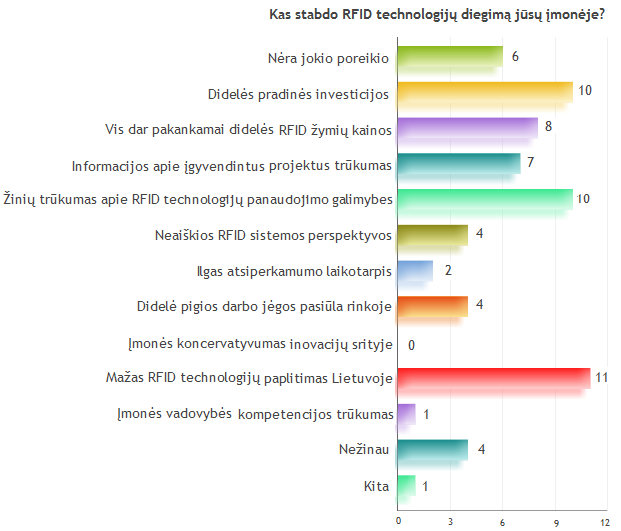 Kas stabdo RFID technologijų diegimą jūsų įmonėje?
Nėra jokio poreikio 6
Didelės pradinės investicijos 10
Vis dar pakankamai didelės RFID žymių kainos 8
Informacijos apie įgyvendintus projektus trūkumas 7
Žinių trūkumas apie RFID technologijų panaudojimo galimybes 10
Neaiškios RFID sistemos perspektyvos 4
Ilgas atsiperkamumo laikotarpis 2
Didelė pigios darbo jėgos pasiūla rinkoje 4
Įmonės koncervatyvumas inovacijų srityje 0
Mažas RFID technologijų paplitimas Lietuvoje 11
Įmonės vadovybės kompetencijos trūkumas 1
Nežinau 4
Kita 1
0 3 6 9 12